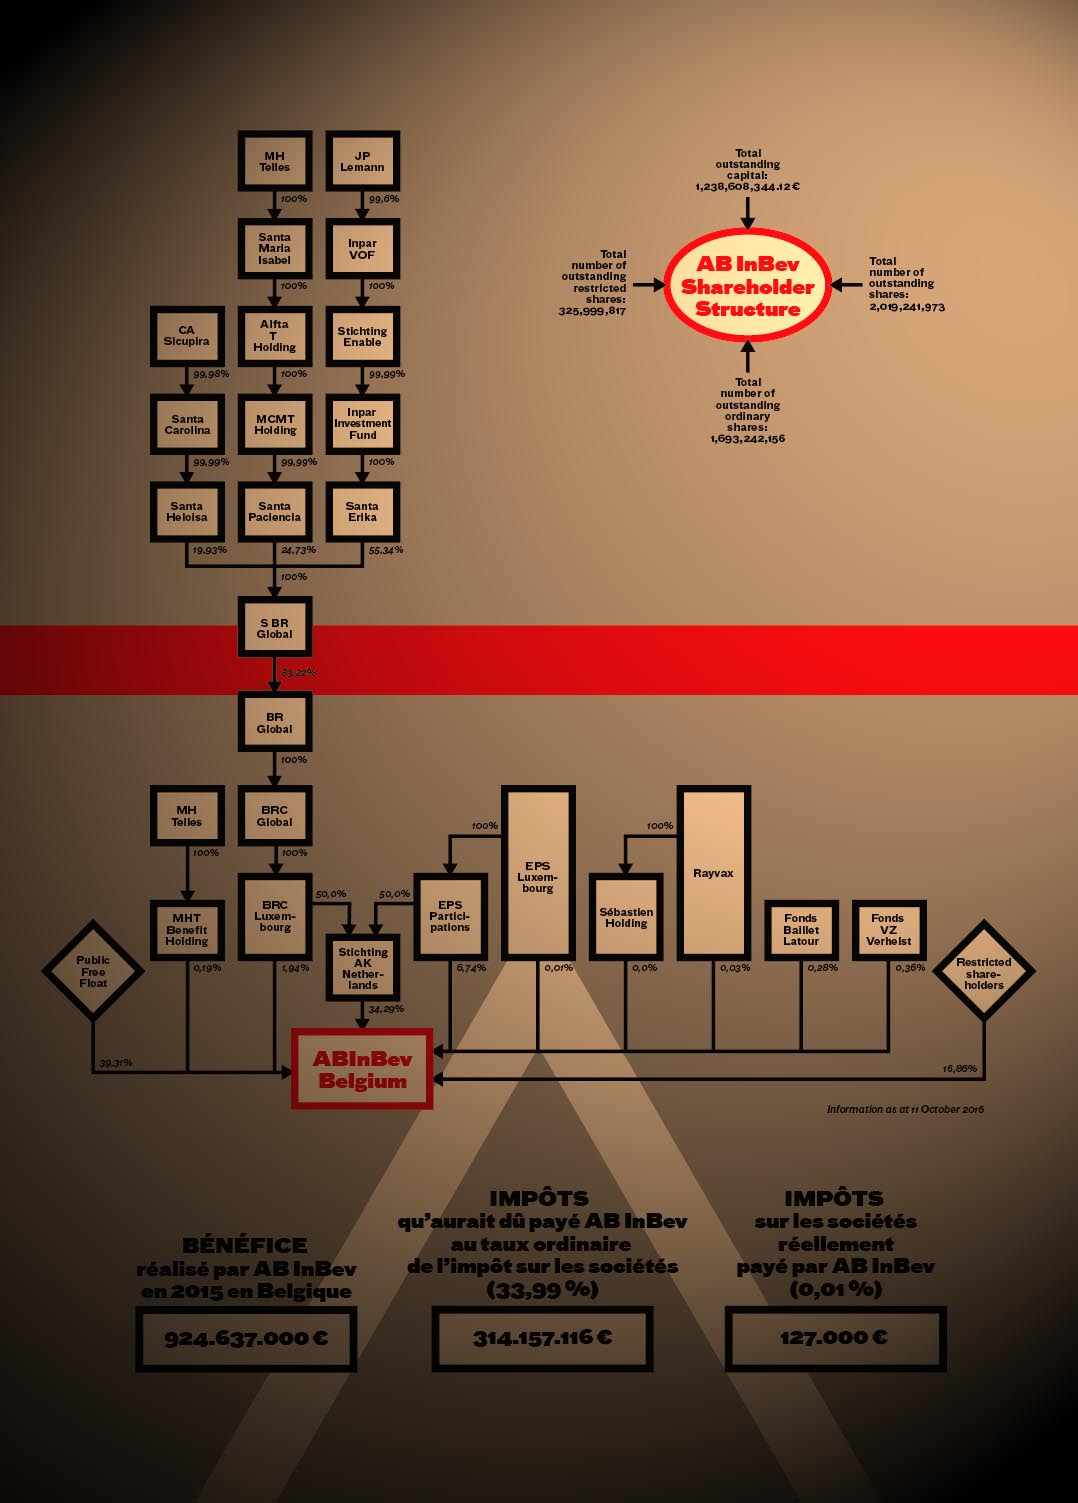 MH
Telles
JP
Lemann
100%
99,6%
Santa
Maria
Isabel
Inpar
VOF
100%
100%
CA
Sicupira
Alfta
T
Holding
Stichting
Enable
99,98%
100%
99,99%
Santa
Carolina
MCMT
Holding
Inpar
Investment
Fund
99,99%
99,99%
100%
Santa
Heloisa
Santa
Paciencia
Santa
Erika
19,93%
24,73%
55,34%
100%
S BR
Global
83,22%
BR
Global
100%
Total
outstanding
capital:
1,238,608,344.12 €
Total
number of
outstanding
restricted
shares:
325,999,817
AB InBev
Shareholder
Structure
Total
number of
outstanding
shares:
2,019,241,973
Total
number of
outstanding
ordinary
shares:
1,693,242,156
MH
Telles
BRC
Global
100%
100%
100%
100%
EPS
Luxem-
bourg
Rayvax
MHT
Benefit
Holding
BRC
Luxem-
bourg
50,0%
50,0%
EPS
Partici-
pations
Sébastien
Holding
Fonds
Baillet
Latour
Fonds
VZ
Verhelst
Public
Free
Float
Stichting
AK
Nether-
lands
Restricted
share-
holders
0,19%
1,94%
6,74%
0,01%
0,0%
0,03%
0,28%
0,36%
34,29%
39,31%
ABInBev
Belgium
16,86%
Information as at 11 October 2016
BÉNÉFICE
réalisé par AB InBev
en 2015 en Belgique
924.637.000 €
IMPÔTS
qu'aurait dû payé AB InBev
au taux ordinaire
de l'impôt sur les sociétés
(33,99 %)
314.157.116 €
IMPÔTS
sur les sociétés
réellement
payé par AB InBev
(0,01 %)
127.000 €